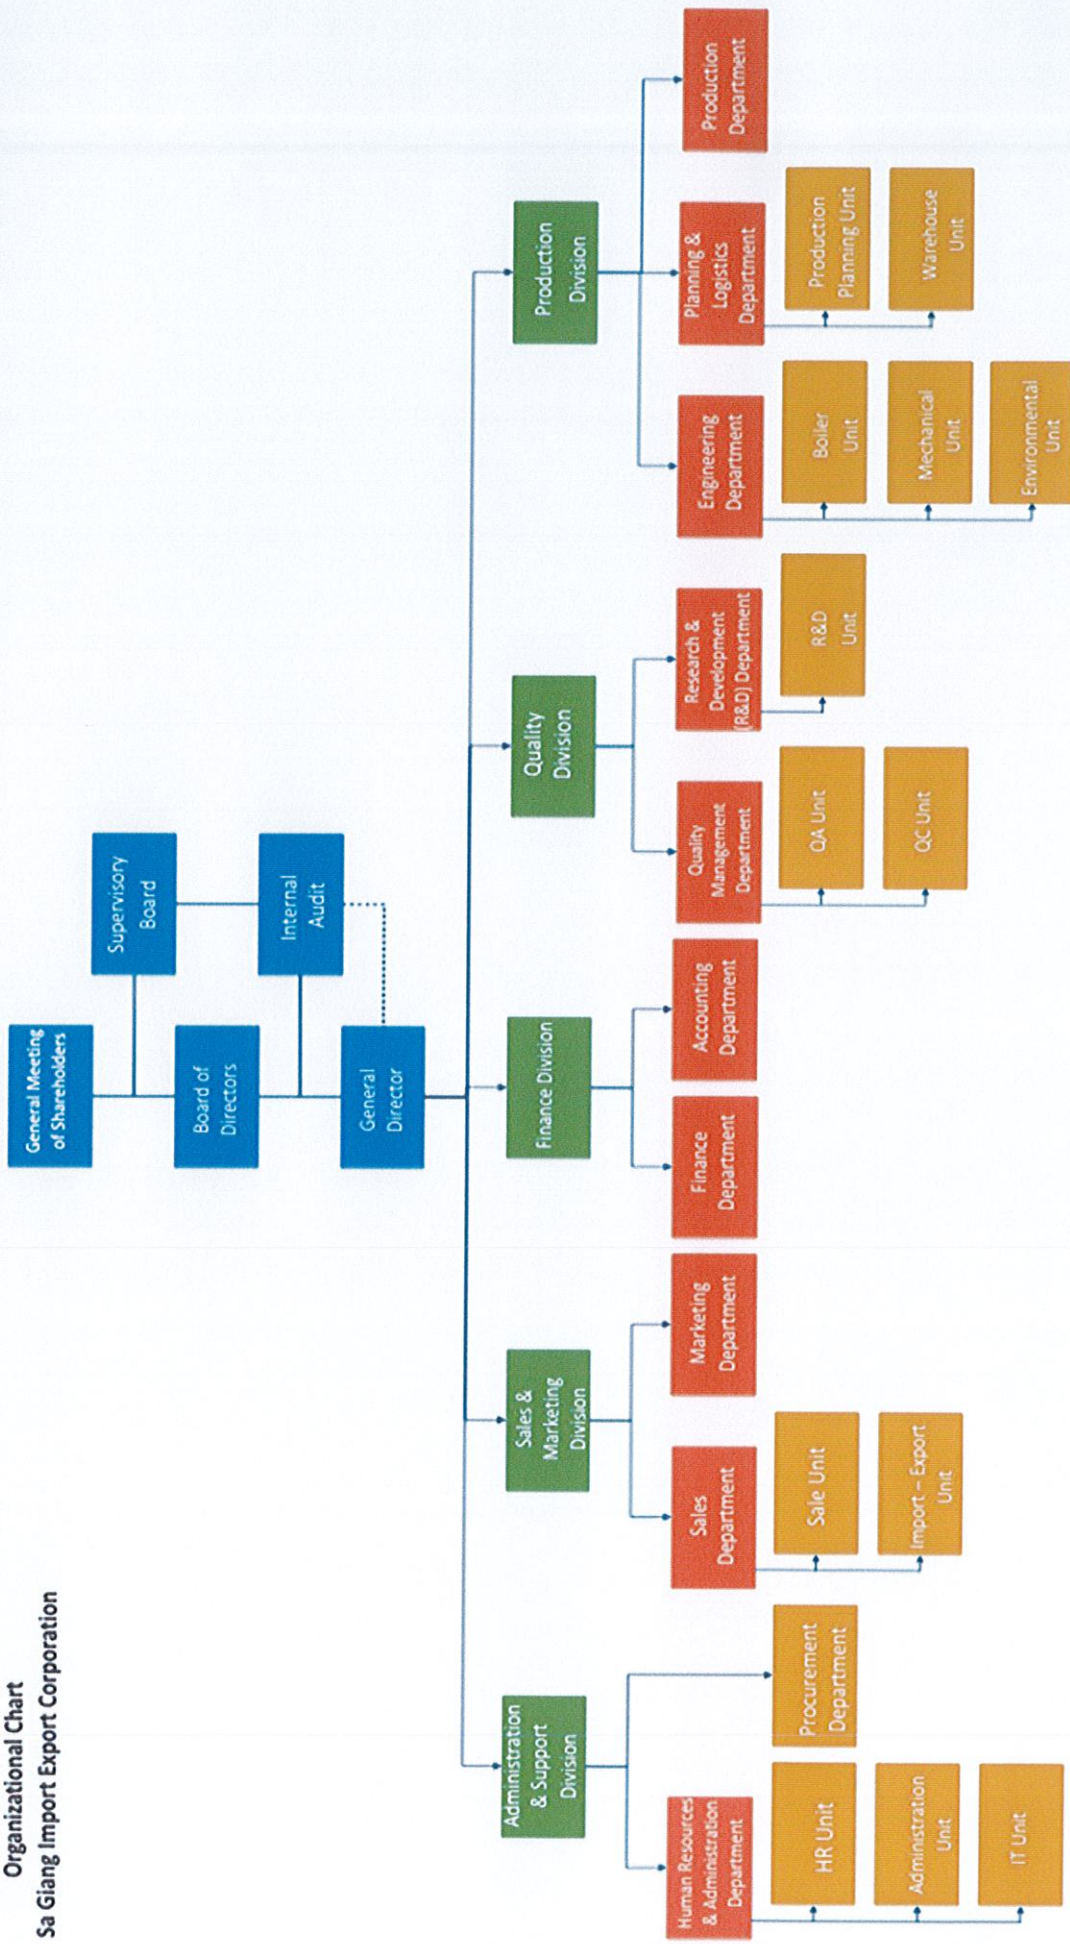 Organizational Chart
Sa Giang Import Export Corporation
General Meeting
of Shareholders
Supervisory
Board
Board of
Directors
Internal
Audit
General
Director
Administration
& Support
Division
Sales &
Marketing
Division
Finance Division
Quality
Division
Production
Division
Human Resources
& Administration
Department
Procurement
Department
Sales
Department
Marketing
Department
Finance
Department
Accounting
Department
Quality
Management
Department
Research &
Development
(R&D) Department
Engineering
Department
Planning &
Logistics
Department
Production
Department
HR Unit
Administration
Unit
IT Unit
Sale Unit
Import – Export
Unit
QA Unit
QC Unit
R&D
Unit
Boiler
Unit
Mechanical
Unit
Environmental
Unit
Production
Planning Unit
Warehouse
Unit